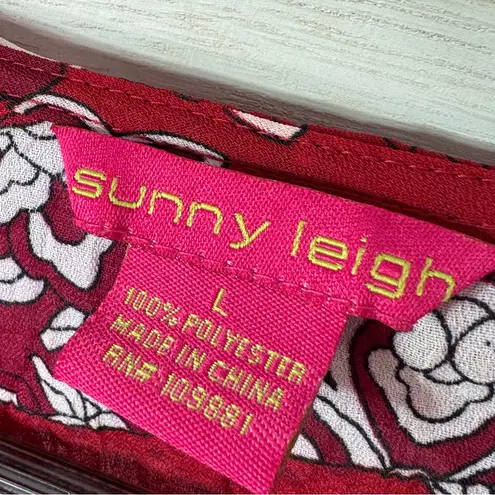 sunny leigh
L
100% POLYESTER
MADE IN CHINA
RN# 109881